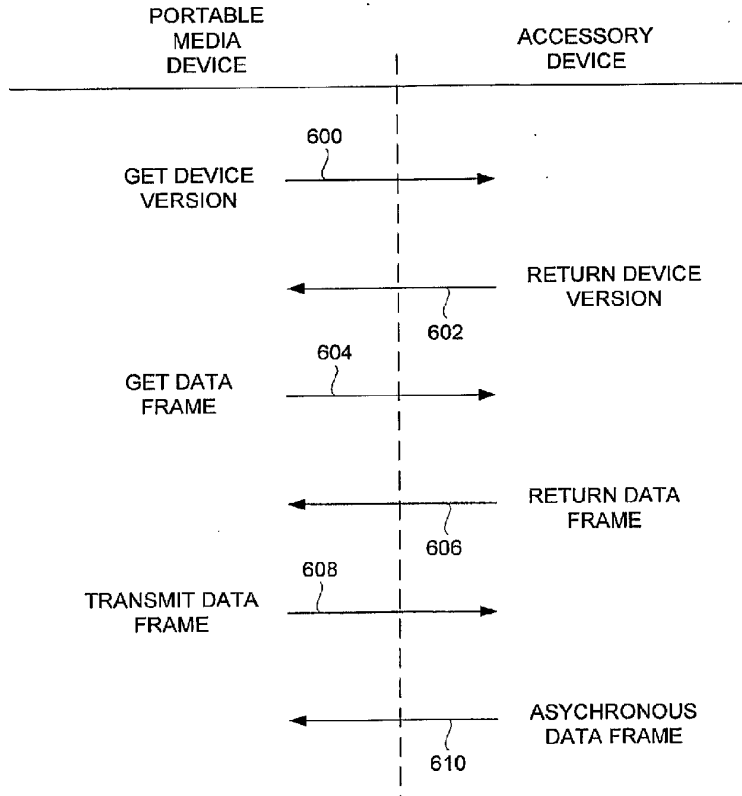 PORTABLE
MEDIA
DEVICE
ACCESSORY
DEVICE
600
GET DEVICE
VERSION
RETURN DEVICE
VERSION
602
604
GET DATA
FRAME
RETURN DATA
FRAME
606
608
TRANSMIT DATA
FRAME
ASYCHRONOUS
DATA FRAME
610